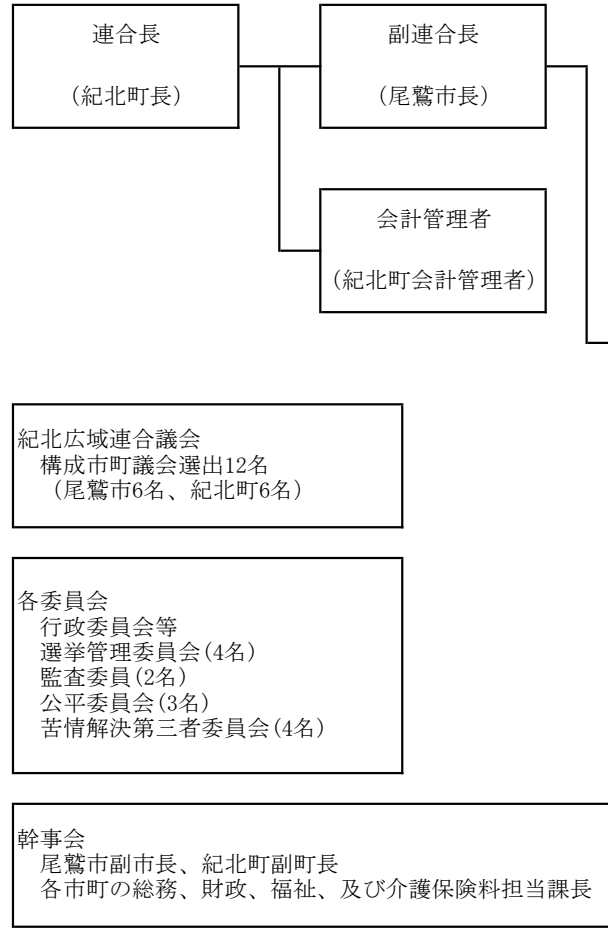 連合長
(紀北町長)
副連合長
(尾鷲市長)
会計管理者
(紀北町会計管理者)
紀北広域連合議会
構成市町議会選出12名
(尾鷲市6名、紀北町6名)
各委員会
行政委員会等
選挙管理委員会(4名)
監査委員(2名)
公平委員会(3名)
苦情解決第三者委員会(4名)
幹事会
尾鷲市副市長、紀北町副町長
各市町の総務、財政、福祉、及び介護保険料担当課長